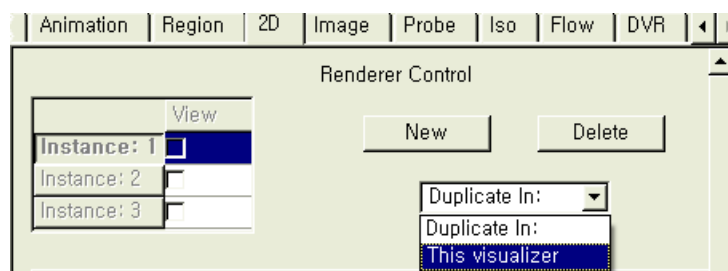 Animation Region 2D Image Probe Iso Flow DVR
Renderer Control
View
New Delete
Instance: 1
Instance: 2
Instance: 3
Duplicate In:
Duplicate In:
This visualizer